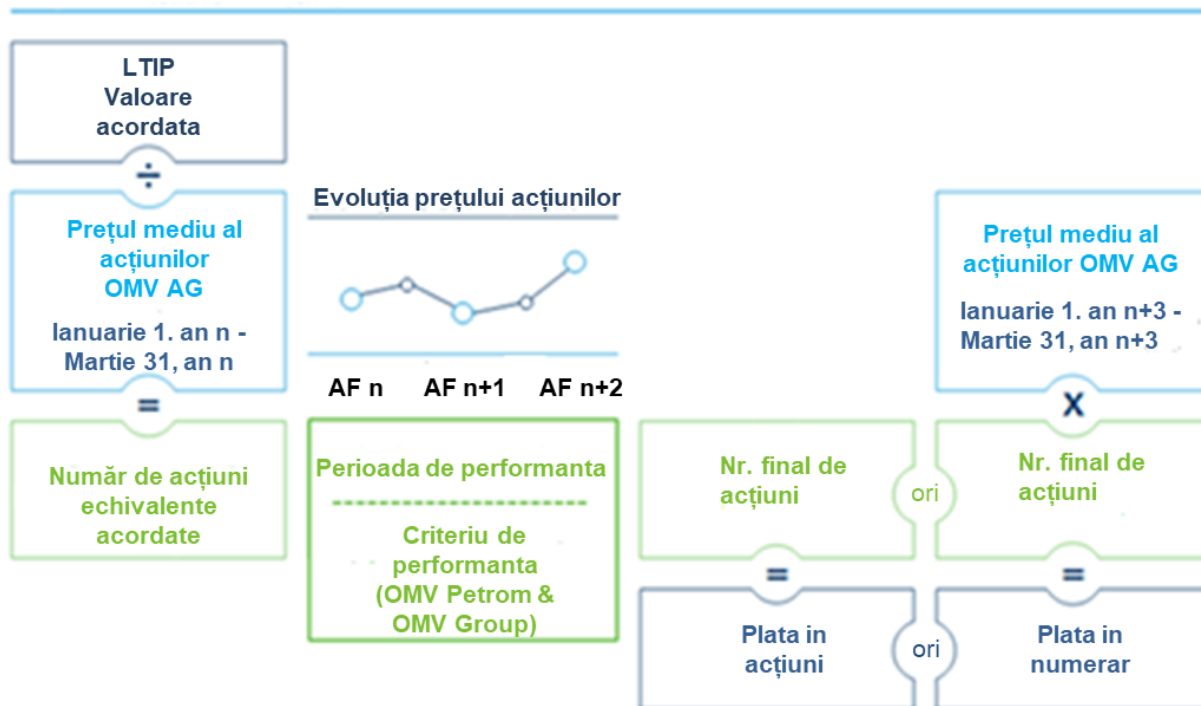 LTIP
Valoare
acordata
÷
Prețul mediu al
acțiunilor
OMV AG
Ianuarie 1. an n -
Martie 31, an n
=
Număr de acțiuni
echivalente
acordate
Evoluția prețului acțiunilor
AF n AF n+1 AF n+2
Perioada de performanta
Criteriu de
performanta
(OMV Petrom &
OMV Group)
Nr. final de
acțiuni
=
Plata in
acțiuni
ori
ori
Prețul mediu al
acțiunilor OMV AG
Ianuarie 1. an n+3 -
Martie 31, an n+3
X
Nr. final de
acțiuni
=
Plata in
numerar